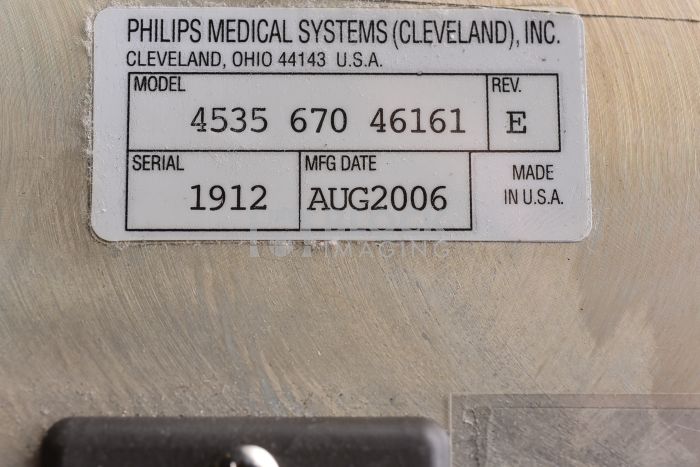 PHILIPS MEDICAL SYSTEMS (CLEVELAND), INC.
CLEVELAND, OHIO 44143 U.S.A.
MODEL
4535 670 46161
REV.
E
SERIAL
1912
MFG DATE
AUG2006
MADE
IN U.S.A.
IMAGING